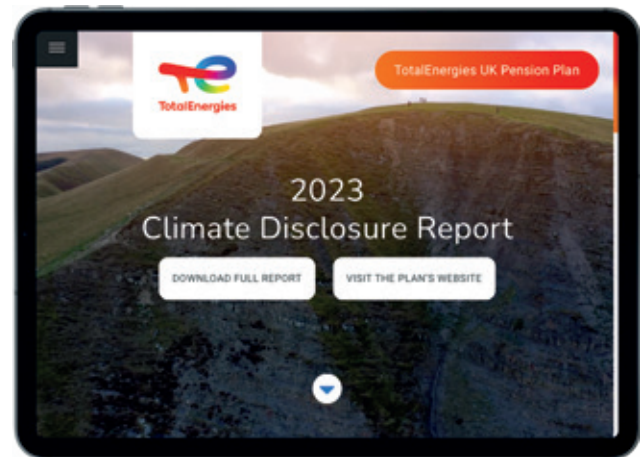 TotalEnergies
TotalEnergies UK Pension Plan
2023
Climate Disclosure Report
DOWNLOAD FULL REPORT
VISIT THE PLAN'S WEBSITE